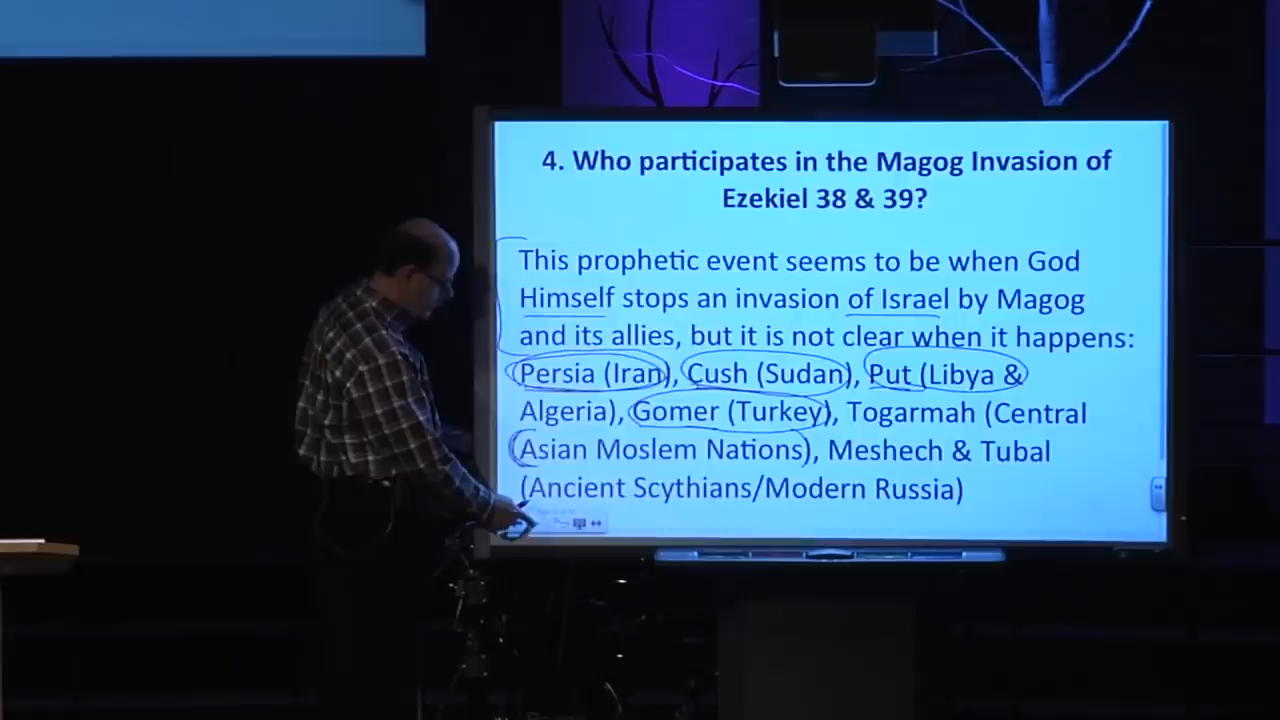 4. Who participates in the Magog Invasion of
Ezekiel 38 & 39?
This prophetic event seems to be when God
Himself stops an invasion of Israel by Magog
and its allies, but it is not clear when it happens:
Persia (Iran), Cush (Sudan), Put (Libya &
Algeria), Gomer (Turkey), Togarmah (Central
Asian Moslem Nations), Meshech & Tubal
(Ancient Scythians/Modern Russia)